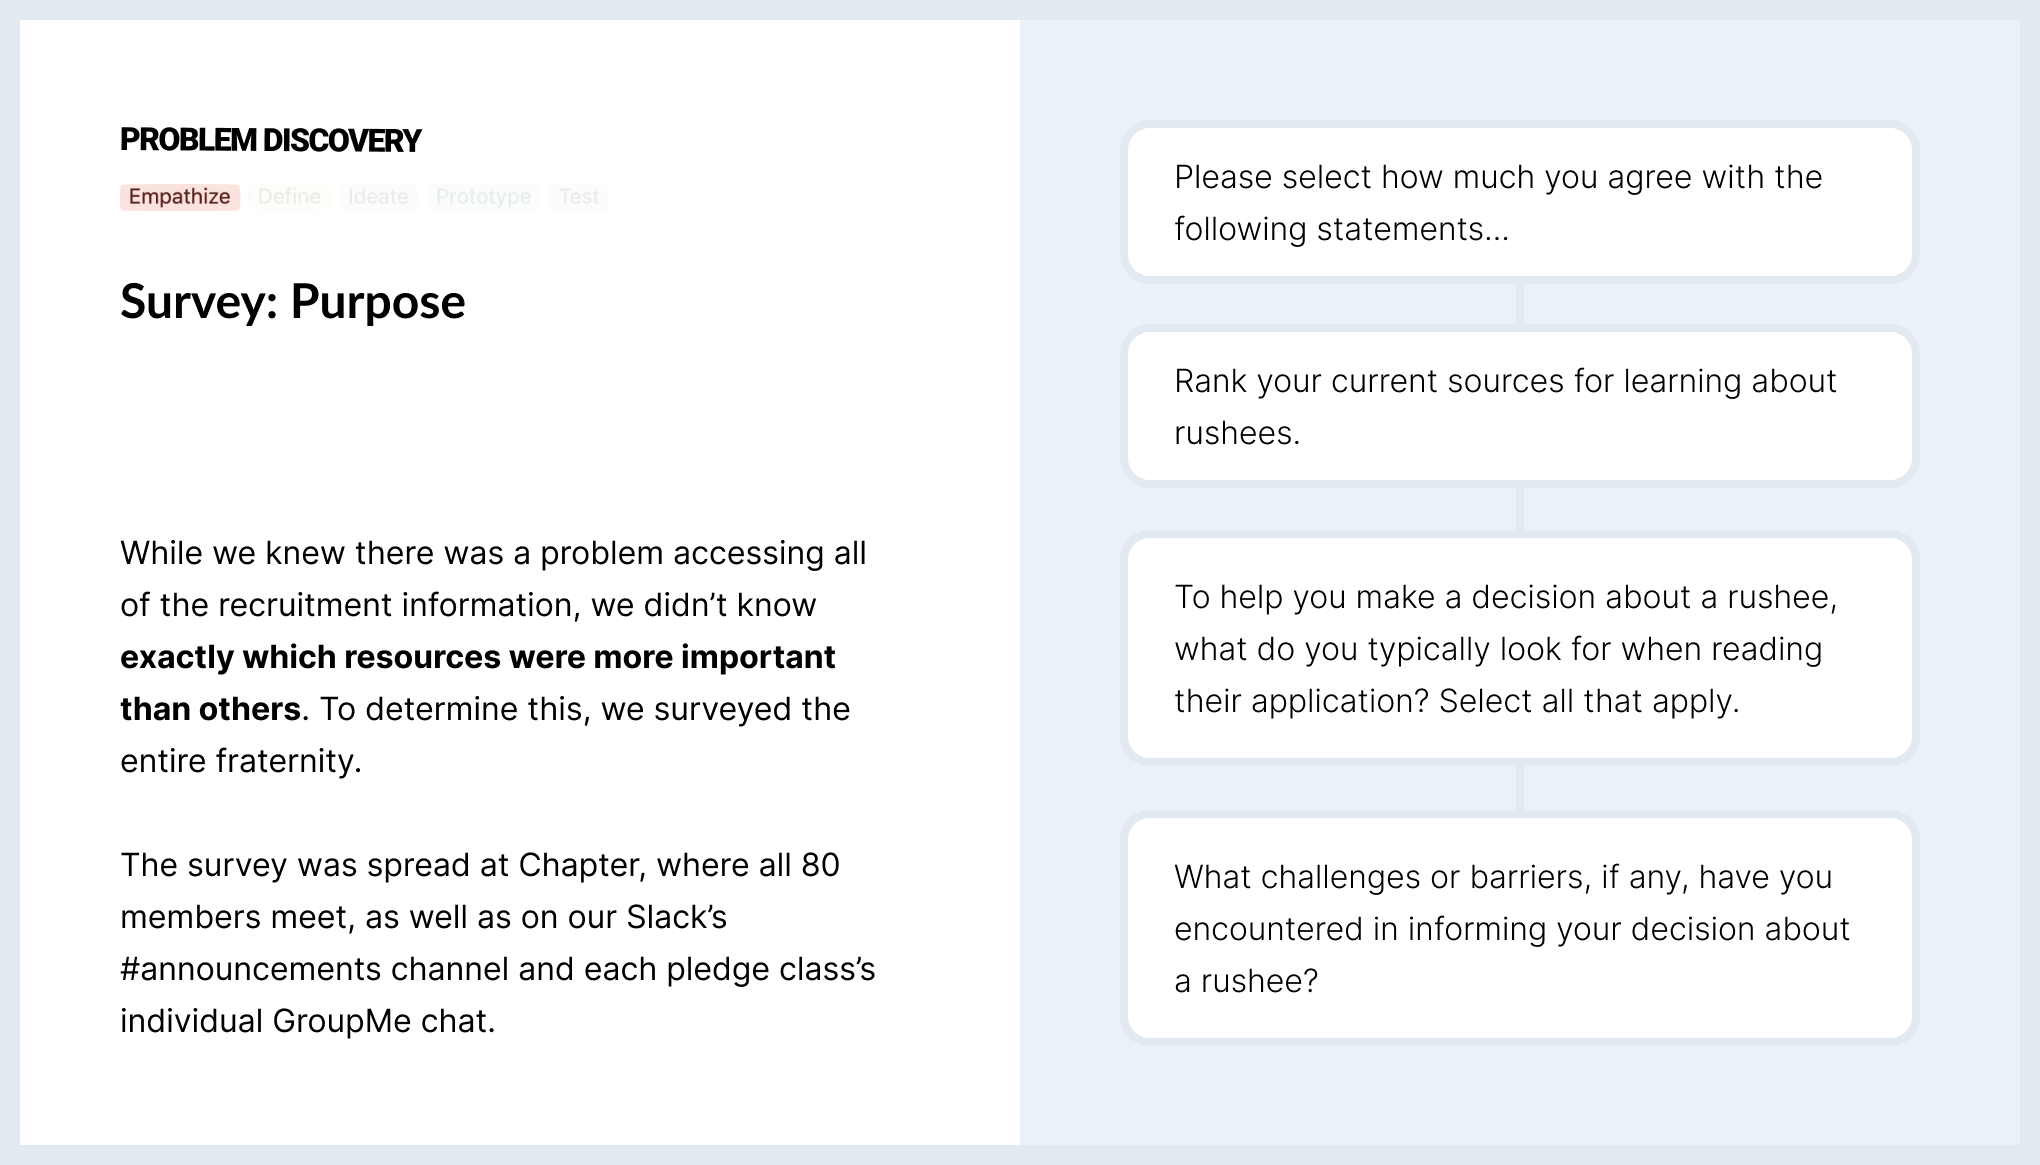 PROBLEM DISCOVERY
Empathize Define Ideate Prototype Test
Survey: Purpose
While we knew there was a problem accessing all
of the recruitment information, we didn’t know
exactly which resources were more important
than others. To determine this, we surveyed the
entire fraternity.
The survey was spread at Chapter, where all 80
members meet, as well as on our Slack’s
#announcements channel and each pledge class’s
individual GroupMe chat.
Please select how much you agree with the
following statements...
Rank your current sources for learning about
rushees.
To help you make a decision about a rushee,
what do you typically look for when reading
their application? Select all that apply.
What challenges or barriers, if any, have you
encountered in informing your decision about
a rushee?